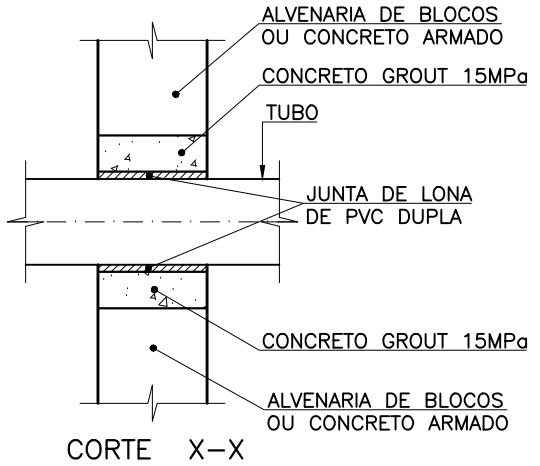 ALVENARIA DE BLOCOS
OU CONCRETO ARMADO
CONCRETO GROUT 15MPa
TUBO
JUNTA DE LONA
DE PVC DUPLA
CONCRETO GROUT 15MPa
ALVENARIA DE BLOCOS
OU CONCRETO ARMADO
CORTE X-X